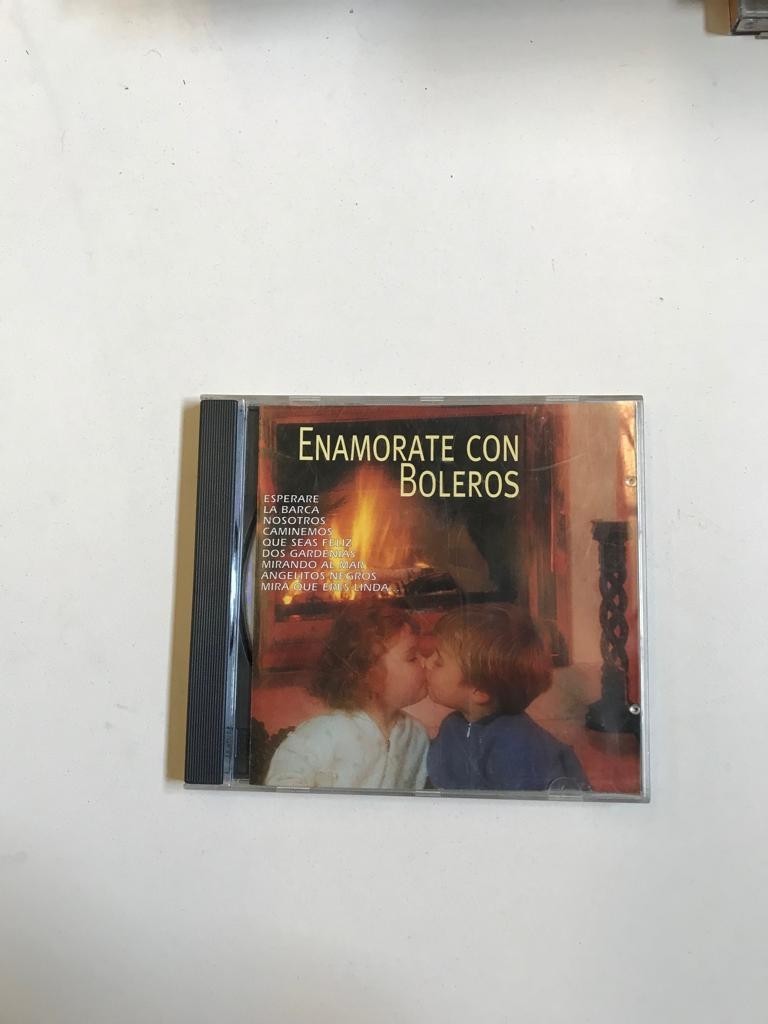 ENAMORATE CON
BOLEROS
ESPERARE
LA BARCA
NOSOTROS
CAMINEMOS
QUE SEAS FELIZ
DOS GARDENIAS
MIRANDO AL MAR
ANGELITOS NEGROS
MIRA QUE ERES LINDA